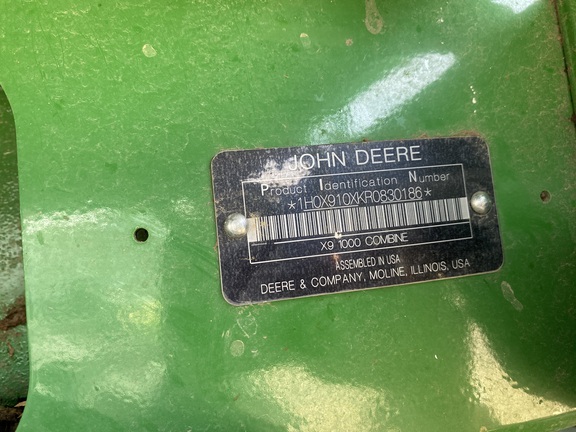 JOHN DEERE
Product Identification Number
*1H0X910XKR0830186*
X9 1000 COMBINE
ASSEMBLED IN USA
DEERE & COMPANY, MOLINE, ILLINOIS, USA